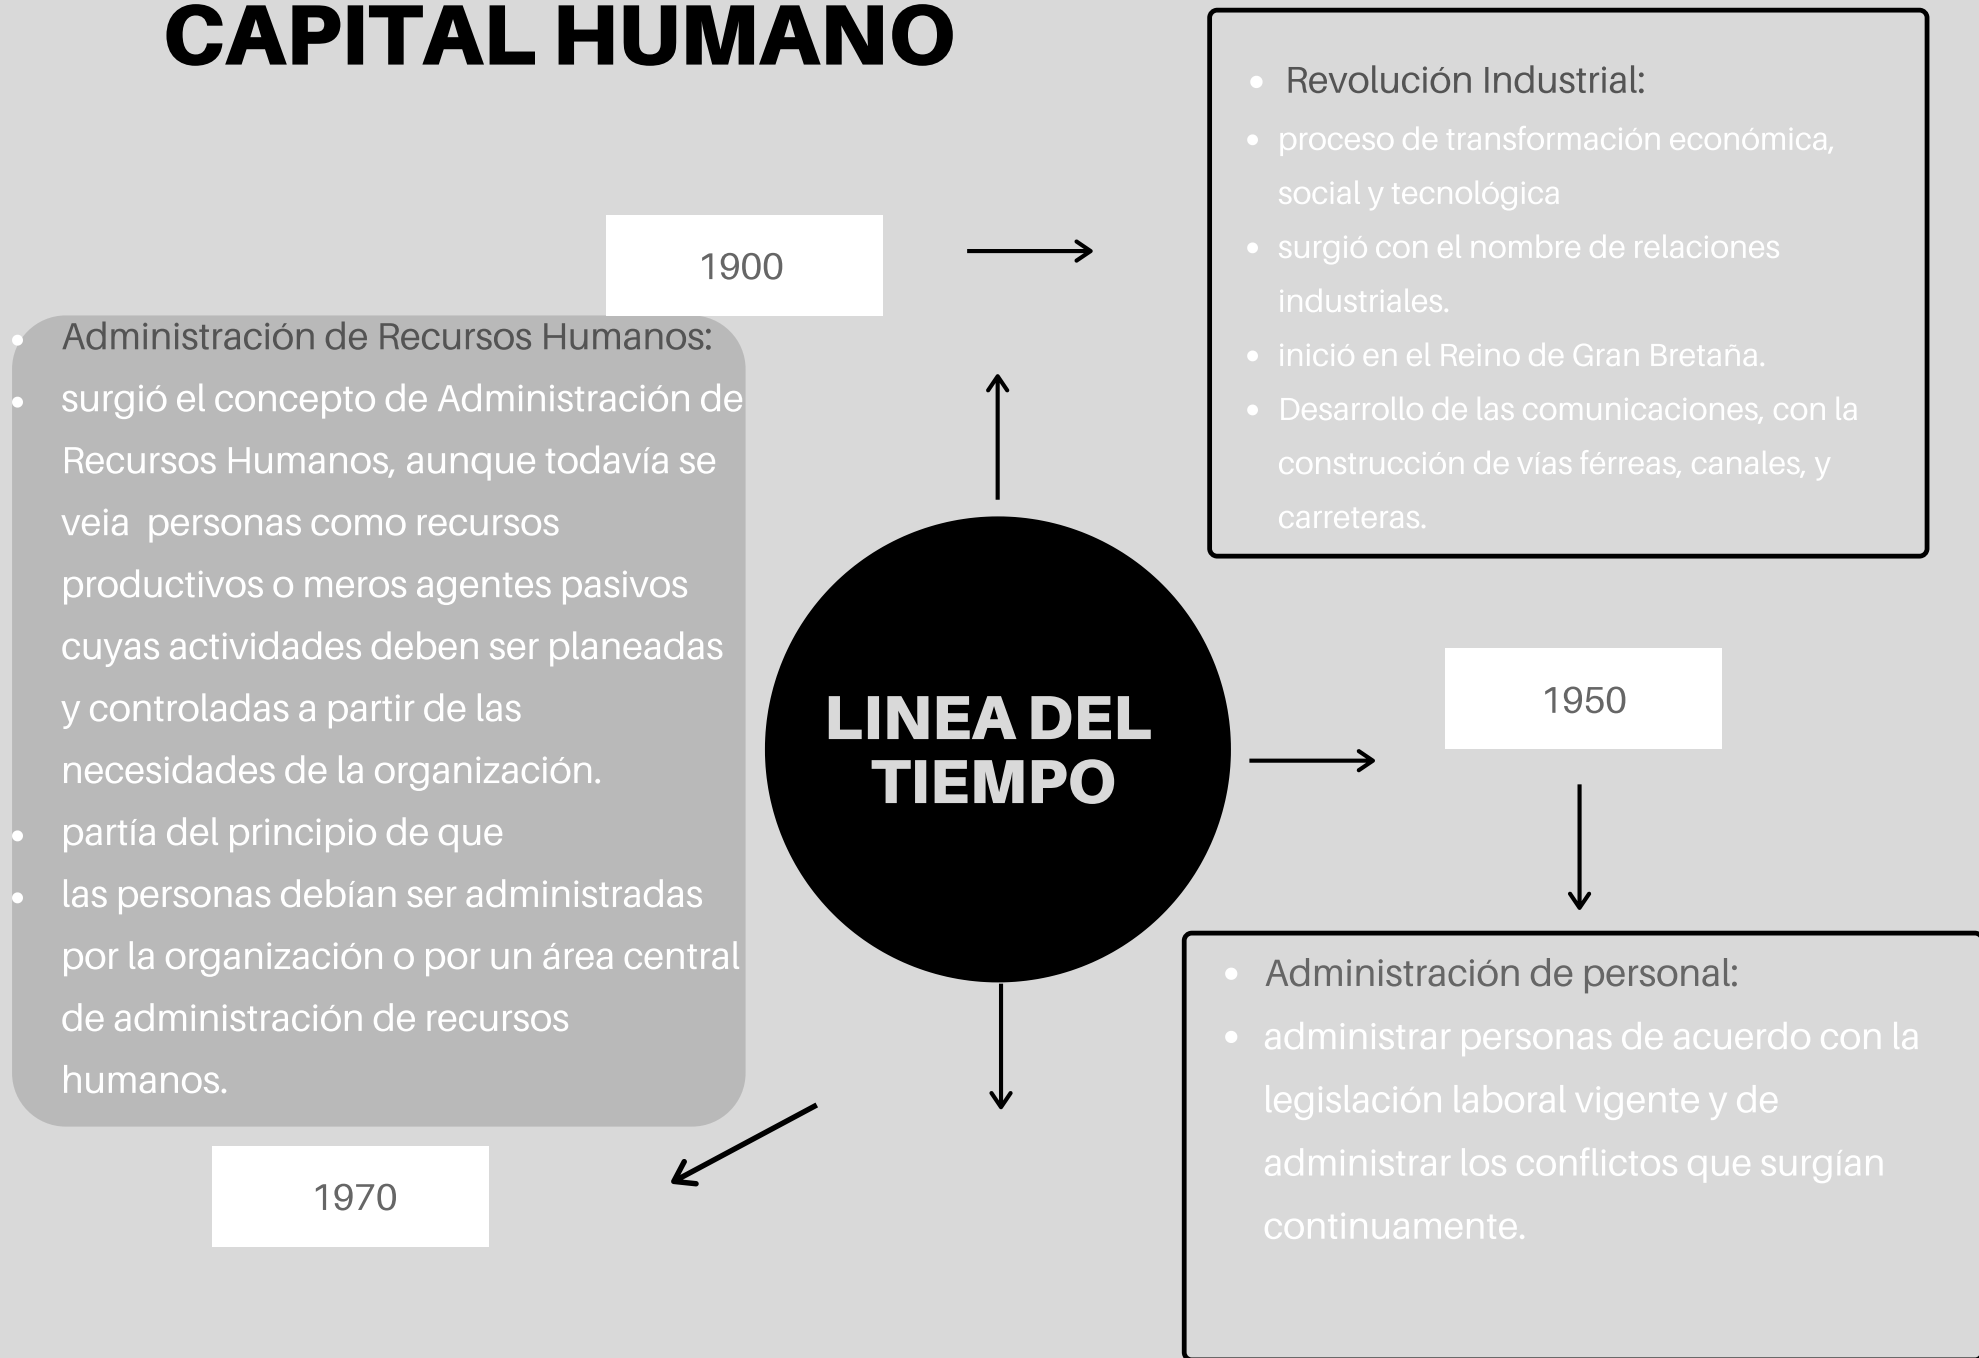 CAPITAL HUMANO
1900
• Revolución Industrial:
• proceso de transformación económica,
social y tecnológica
• surgió con el nombre de relaciones
industriales.
• inició en el Reino de Gran Bretaña.
• Desarrollo de las comunicaciones, con la
construcción de vías férreas, canales, y
carreteras.
LINEA DEL
TIEMPO
1950
• Administración de personal:
• administrar personas de acuerdo con la
legislación laboral vigente y de
administrar los conflictos que surgían
continuamente.
• Administración de Recursos Humanos:
• surgió el concepto de Administración de
Recursos Humanos, aunque todavía se
veia  personas como recursos
productivos o meros agentes pasivos
cuyas actividades deben ser planeadas
y controladas a partir de las
necesidades de la organización.
• partía del principio de que
• las personas debían ser administradas
por la organización o por un área central
de administración de recursos
humanos.
1970